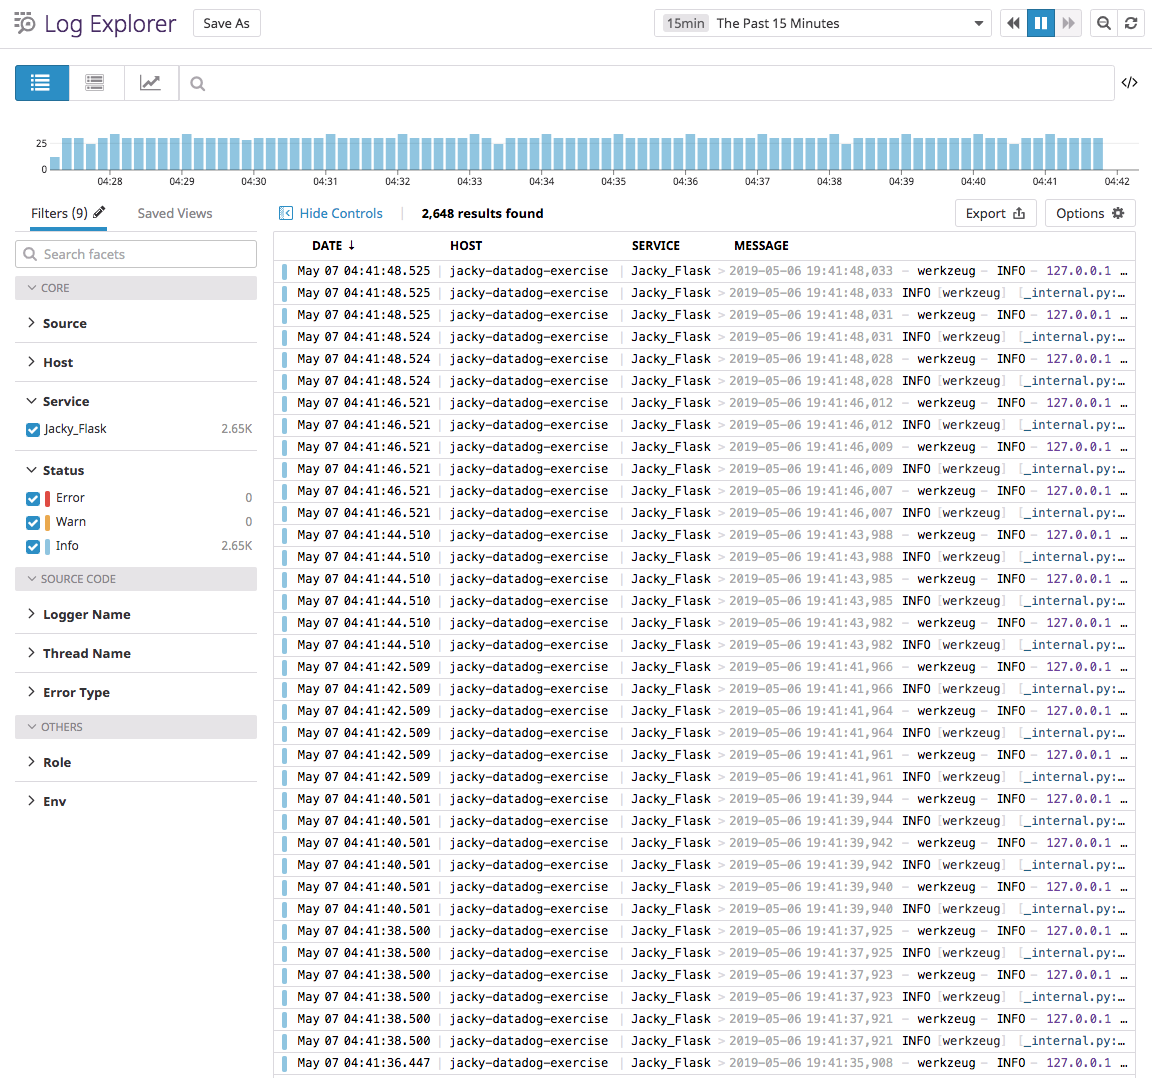 Log Explorer Save As 15min The Past 15 Minutes
</>
25
0
04:28 04:29 04:30 04:31 04:32 04:33 04:34 04:35 04:36 04:37 04:38 04:39 04:40 04:41 04:42
Filters (9) Saved Views Hide Controls 2,648 results found Export Options
Search facets
CORE
Source
Host
Service
Jacky_Flask 2.65K
Status
Error 0
Warn 0
Info 2.65K
SOURCE CODE
Logger Name
Thread Name
Error Type
OTHERS
Role
Env
DATE ↓ HOST SERVICE MESSAGE
May 07 04:41:48.525 | jacky-datadog-exercise | Jacky_Flask > 2019-05-06 19:41:48,033 – werkzeug – INFO – 127.0.0.1 …
May 07 04:41:48.525 | jacky-datadog-exercise | Jacky_Flask > 2019-05-06 19:41:48,033 INFO [werkzeug] [_internal.py:…
May 07 04:41:48.525 | jacky-datadog-exercise | Jacky_Flask > 2019-05-06 19:41:48,031 – werkzeug – INFO – 127.0.0.1 …
May 07 04:41:48.524 | jacky-datadog-exercise | Jacky_Flask > 2019-05-06 19:41:48,031 INFO [werkzeug] [_internal.py:…
May 07 04:41:48.524 | jacky-datadog-exercise | Jacky_Flask > 2019-05-06 19:41:48,028 – werkzeug – INFO – 127.0.0.1 …
May 07 04:41:48.524 | jacky-datadog-exercise | Jacky_Flask > 2019-05-06 19:41:48,028 INFO [werkzeug] [_internal.py:…
May 07 04:41:46.521 | jacky-datadog-exercise | Jacky_Flask > 2019-05-06 19:41:46,012 – werkzeug – INFO – 127.0.0.1 …
May 07 04:41:46.521 | jacky-datadog-exercise | Jacky_Flask > 2019-05-06 19:41:46,012 INFO [werkzeug] [_internal.py:…
May 07 04:41:46.521 | jacky-datadog-exercise | Jacky_Flask > 2019-05-06 19:41:46,009 – werkzeug – INFO – 127.0.0.1 …
May 07 04:41:46.521 | jacky-datadog-exercise | Jacky_Flask > 2019-05-06 19:41:46,009 INFO [werkzeug] [_internal.py:…
May 07 04:41:46.521 | jacky-datadog-exercise | Jacky_Flask > 2019-05-06 19:41:46,007 – werkzeug – INFO – 127.0.0.1 …
May 07 04:41:46.521 | jacky-datadog-exercise | Jacky_Flask > 2019-05-06 19:41:46,007 INFO [werkzeug] [_internal.py:…
May 07 04:41:44.510 | jacky-datadog-exercise | Jacky_Flask > 2019-05-06 19:41:43,988 – werkzeug – INFO – 127.0.0.1 …
May 07 04:41:44.510 | jacky-datadog-exercise | Jacky_Flask > 2019-05-06 19:41:43,988 INFO [werkzeug] [_internal.py:…
May 07 04:41:44.510 | jacky-datadog-exercise | Jacky_Flask > 2019-05-06 19:41:43,985 – werkzeug – INFO – 127.0.0.1 …
May 07 04:41:44.510 | jacky-datadog-exercise | Jacky_Flask > 2019-05-06 19:41:43,985 INFO [werkzeug] [_internal.py:…
May 07 04:41:44.510 | jacky-datadog-exercise | Jacky_Flask > 2019-05-06 19:41:43,982 – werkzeug – INFO – 127.0.0.1 …
May 07 04:41:44.510 | jacky-datadog-exercise | Jacky_Flask > 2019-05-06 19:41:43,982 INFO [werkzeug] [_internal.py:…
May 07 04:41:42.509 | jacky-datadog-exercise | Jacky_Flask > 2019-05-06 19:41:41,966 – werkzeug – INFO – 127.0.0.1 …
May 07 04:41:42.509 | jacky-datadog-exercise | Jacky_Flask > 2019-05-06 19:41:41,966 INFO [werkzeug] [_internal.py:…
May 07 04:41:42.509 | jacky-datadog-exercise | Jacky_Flask > 2019-05-06 19:41:41,964 – werkzeug – INFO – 127.0.0.1 …
May 07 04:41:42.509 | jacky-datadog-exercise | Jacky_Flask > 2019-05-06 19:41:41,964 INFO [werkzeug] [_internal.py:…
May 07 04:41:42.509 | jacky-datadog-exercise | Jacky_Flask > 2019-05-06 19:41:41,961 – werkzeug – INFO – 127.0.0.1 …
May 07 04:41:42.509 | jacky-datadog-exercise | Jacky_Flask > 2019-05-06 19:41:41,961 INFO [werkzeug] [_internal.py:…
May 07 04:41:40.501 | jacky-datadog-exercise | Jacky_Flask > 2019-05-06 19:41:39,944 – werkzeug – INFO – 127.0.0.1 …
May 07 04:41:40.501 | jacky-datadog-exercise | Jacky_Flask > 2019-05-06 19:41:39,944 INFO [werkzeug] [_internal.py:…
May 07 04:41:40.501 | jacky-datadog-exercise | Jacky_Flask > 2019-05-06 19:41:39,942 – werkzeug – INFO – 127.0.0.1 …
May 07 04:41:40.501 | jacky-datadog-exercise | Jacky_Flask > 2019-05-06 19:41:39,942 INFO [werkzeug] [_internal.py:…
May 07 04:41:40.501 | jacky-datadog-exercise | Jacky_Flask > 2019-05-06 19:41:39,940 – werkzeug – INFO – 127.0.0.1 …
May 07 04:41:40.501 | jacky-datadog-exercise | Jacky_Flask > 2019-05-06 19:41:39,940 INFO [werkzeug] [_internal.py:…
May 07 04:41:38.500 | jacky-datadog-exercise | Jacky_Flask > 2019-05-06 19:41:37,925 – werkzeug – INFO – 127.0.0.1 …
May 07 04:41:38.500 | jacky-datadog-exercise | Jacky_Flask > 2019-05-06 19:41:37,925 INFO [werkzeug] [_internal.py:…
May 07 04:41:38.500 | jacky-datadog-exercise | Jacky_Flask > 2019-05-06 19:41:37,923 – werkzeug – INFO – 127.0.0.1 …
May 07 04:41:38.500 | jacky-datadog-exercise | Jacky_Flask > 2019-05-06 19:41:37,923 INFO [werkzeug] [_internal.py:…
May 07 04:41:38.500 | jacky-datadog-exercise | Jacky_Flask > 2019-05-06 19:41:37,921 – werkzeug – INFO – 127.0.0.1 …
May 07 04:41:38.500 | jacky-datadog-exercise | Jacky_Flask > 2019-05-06 19:41:37,921 INFO [werkzeug] [_internal.py:…
May 07 04:41:36.447 | jacky-datadog-exercise | Jacky_Flask > 2019-05-06 19:41:35,908 – werkzeug – INFO – 127.0.0.1 …